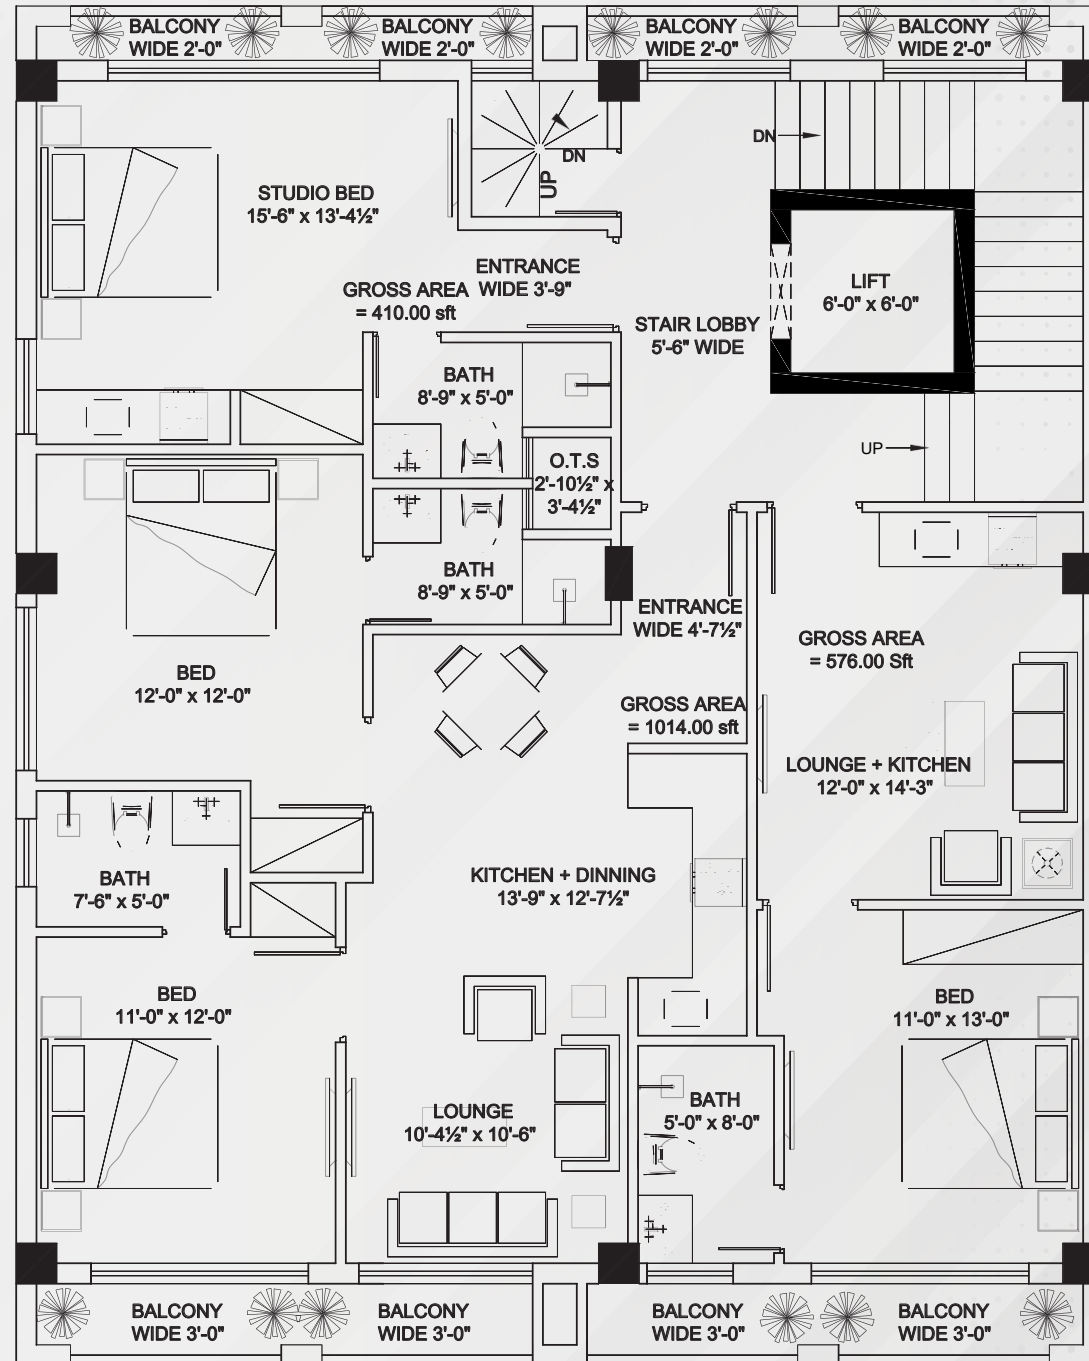 BALCONY
WIDE 2'-0"
BALCONY
WIDE 2'-0"
BALCONY
WIDE 2'-0"
BALCONY
WIDE 2'-0"
DN
DN
UP
STUDIO BED
15'-6" x 13'-4½"
ENTRANCE
WIDE 3'-9"
GROSS AREA
= 410.00 sft
LIFT
6'-0" x 6'-0"
STAIR LOBBY
5'-6" WIDE
BATH
8'-9" x 5'-0"
UP
O.T.S
2'-10½" x
3'-4½"
BATH
8'-9" x 5'-0"
ENTRANCE
WIDE 4'-7½"
GROSS AREA
= 576.00 Sft
BED
12'-0" x 12'-0"
GROSS AREA
= 1014.00 sft
LOUNGE + KITCHEN
12'-0" x 14'-3"
BATH
7'-6" x 5'-0"
KITCHEN + DINNING
13'-9" x 12'-7½"
BED
11'-0" x 12'-0"
BED
11'-0" x 13'-0"
LOUNGE
10'-4½" x 10'-6"
BATH
5'-0" x 8'-0"
BALCONY
WIDE 3'-0"
BALCONY
WIDE 3'-0"
BALCONY
WIDE 3'-0"
BALCONY
WIDE 3'-0"